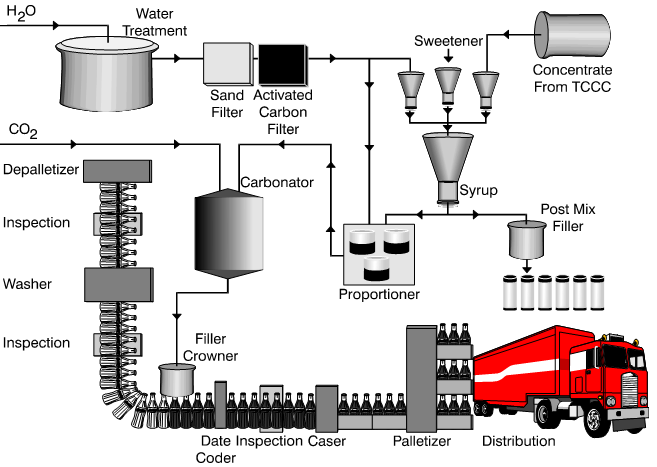 H₂O
Water
Treatment
Sweetener
Concentrate
From TCCC
Sand
Filter
Activated
Carbon
Filter
CO₂
Depalletizer
Carbonator
Syrup
Inspection
Post Mix
Filler
Washer
Proportioner
Inspection
Filler
Crowner
Date
Coder
Inspection
Caser
Palletizer
Distribution